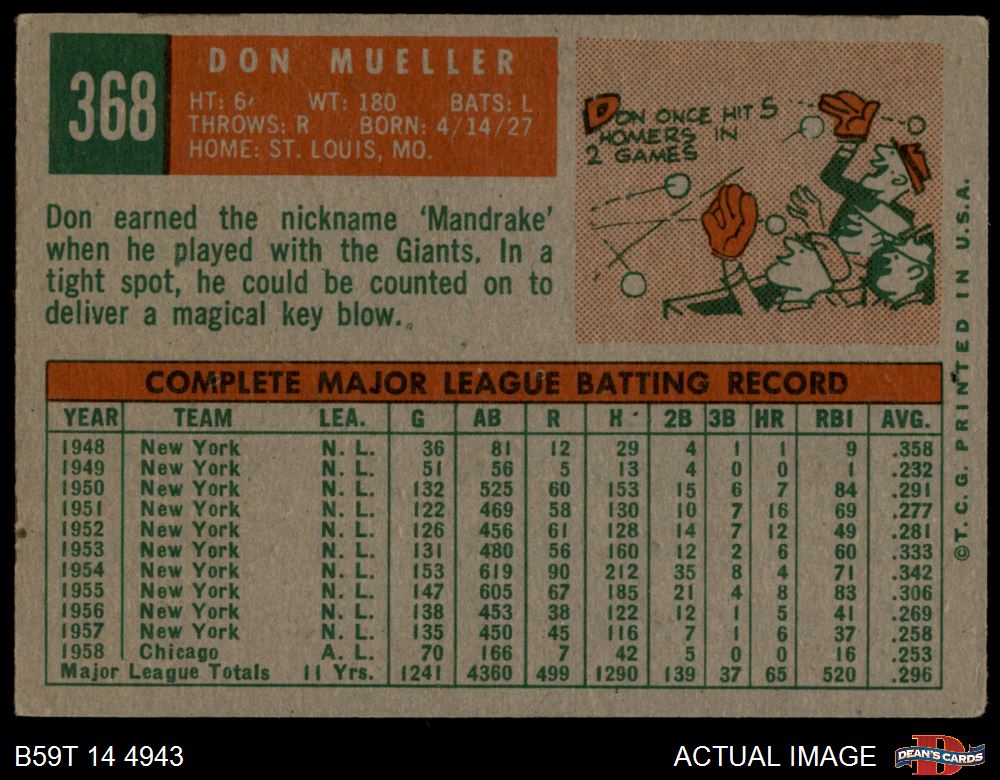 368
DON MUELLER
HT: 6' WT: 180 BATS: L
THROWS: R BORN: 4/14/27
HOME: ST. LOUIS, MO.
DON ONCE HIT 5
HOMERS IN
2 GAMES
Don earned the nickname 'Mandrake'
when he played with the Giants. In a
tight spot, he could be counted on to
deliver a magical key blow.
COMPLETE MAJOR LEAGUE BATTING RECORD
YEAR TEAM LEA. G AB R H 2B 3B HR RBI AVG.
1948 New York N. L. 36 81 12 29 4 1 1 9 .358
1949 New York N. L. 51 56 5 13 4 0 0 1 .232
1950 New York N. L. 132 525 60 153 15 6 7 84 .291
1951 New York N. L. 122 469 58 130 10 7 16 69 .277
1952 New York N. L. 126 456 61 128 14 7 12 49 .281
1953 New York N. L. 131 480 56 160 12 2 6 60 .333
1954 New York N. L. 153 619 90 212 35 8 4 71 .342
1955 New York N. L. 147 605 67 185 21 4 8 83 .306
1956 New York N. L. 138 453 38 122 12 1 5 41 .269
1957 New York N. L. 135 450 45 116 7 1 6 37 .258
1958 Chicago A. L. 70 166 7 42 5 0 0 16 .253
Major League Totals 11 Yrs. 1241 4360 499 1290 139 37 65 520 .296
©T. C. G. PRINTED IN U.S.A.
B59T 14 4943
ACTUAL IMAGE
DEAN'S CARDS